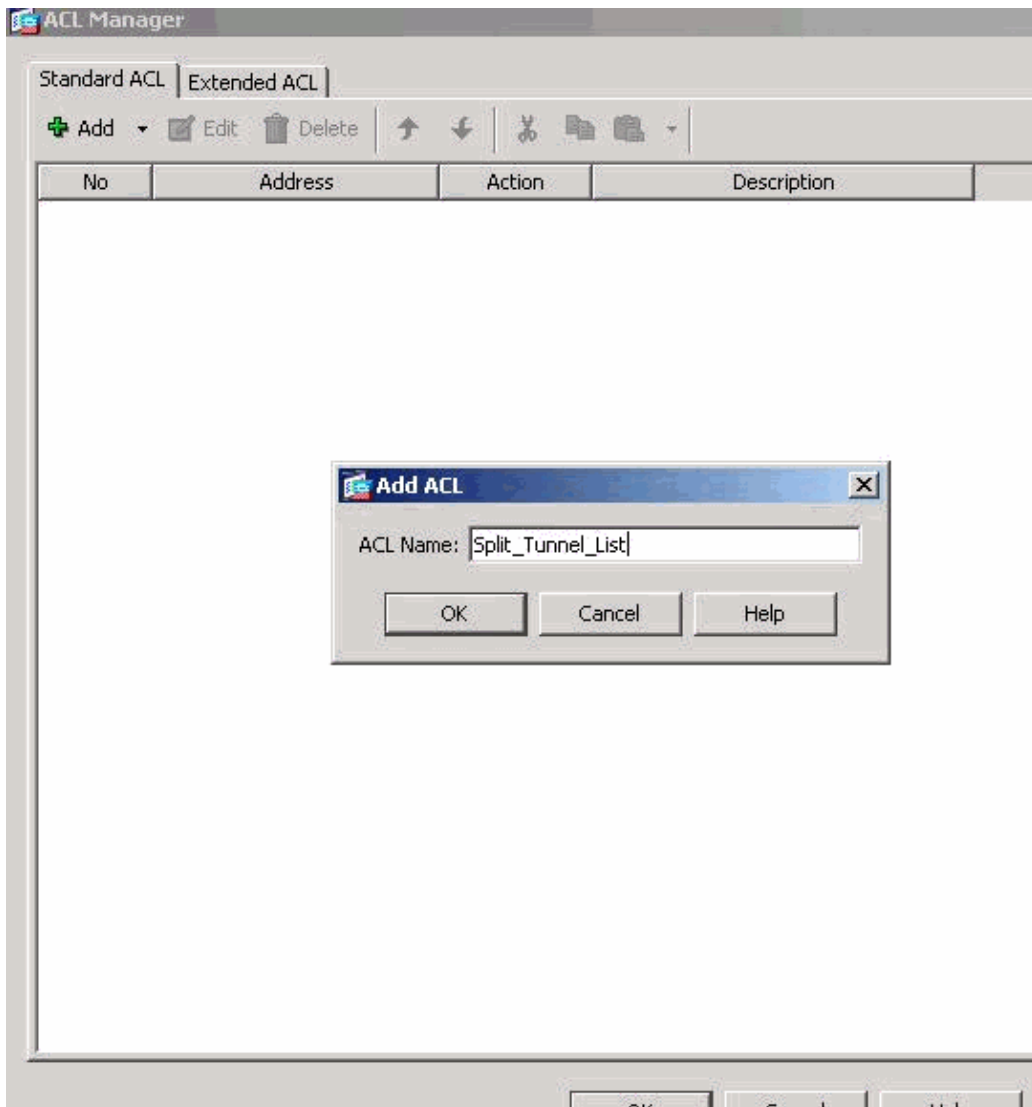 ACL Manager
Standard ACL Extended ACL
Add Edit Delete
No Address Action Description
Add ACL
ACL Name: Split_Tunnel_List
OK Cancel Help